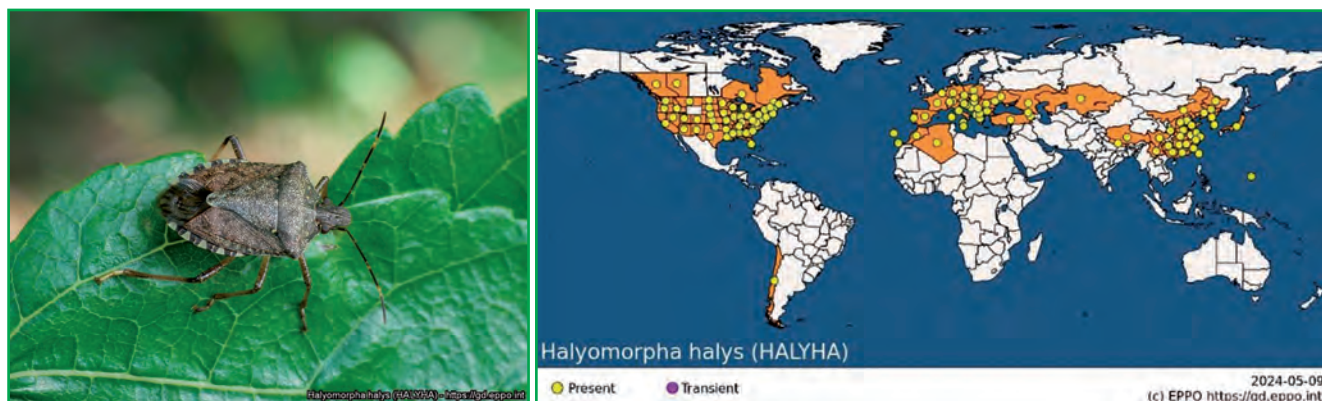 Halyomorpha halys (HALYHA) - https://gd.eppo.int
Halyomorpha halys (HALYHA)
Present
Transient
2024-05-09
(c) EPPO https://gd.eppo.int